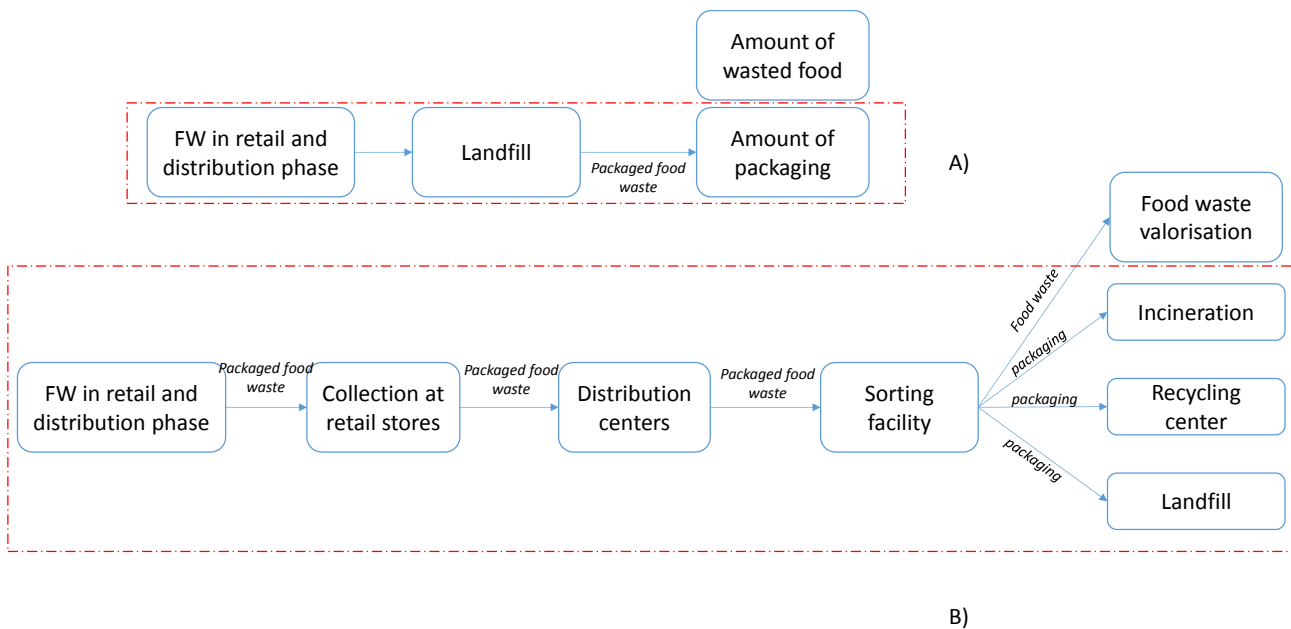 Amount of
wasted food
FW in retail and
distribution phase
Landfill
Packaged food
waste
Amount of
packaging
A)
Food waste
valorisation
Food waste
Incineration
packaging
FW in retail and
distribution phase
Packaged food
waste
Collection at
retail stores
Packaged food
waste
Distribution
centers
Packaged food
waste
Sorting
facility
packaging
Recycling
center
packaging
Landfill
B)